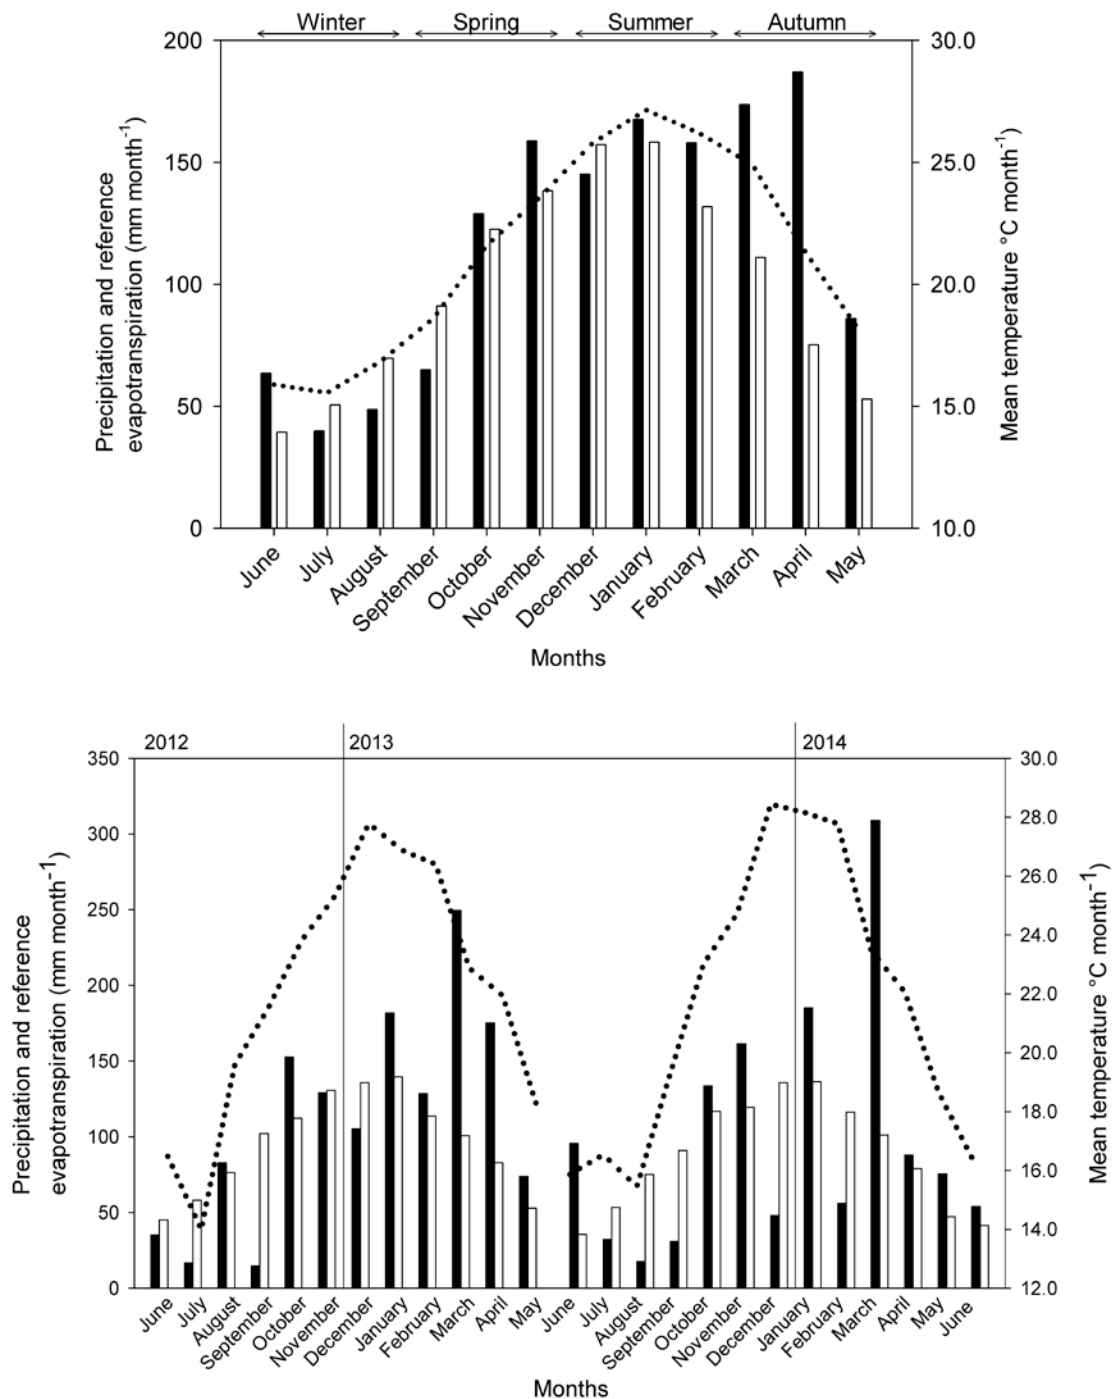 Winter Spring Summer Autumn
200
150
100
50
0
30.0
25.0
20.0
15.0
10.0
Precipitation and reference
evapotranspiration (mm month-1)
Mean temperature °C month-1
June July August September October November December January February March April May
Months
2012 2013 2014
350
300
250
200
150
100
50
0
30.0
28.0
26.0
24.0
22.0
20.0
18.0
16.0
14.0
12.0
Precipitation and reference
evapotranspiration (mm month-1)
Mean temperature °C month-1
June July August September October November December January February March April May June July August September October November December January February March April May June
Months